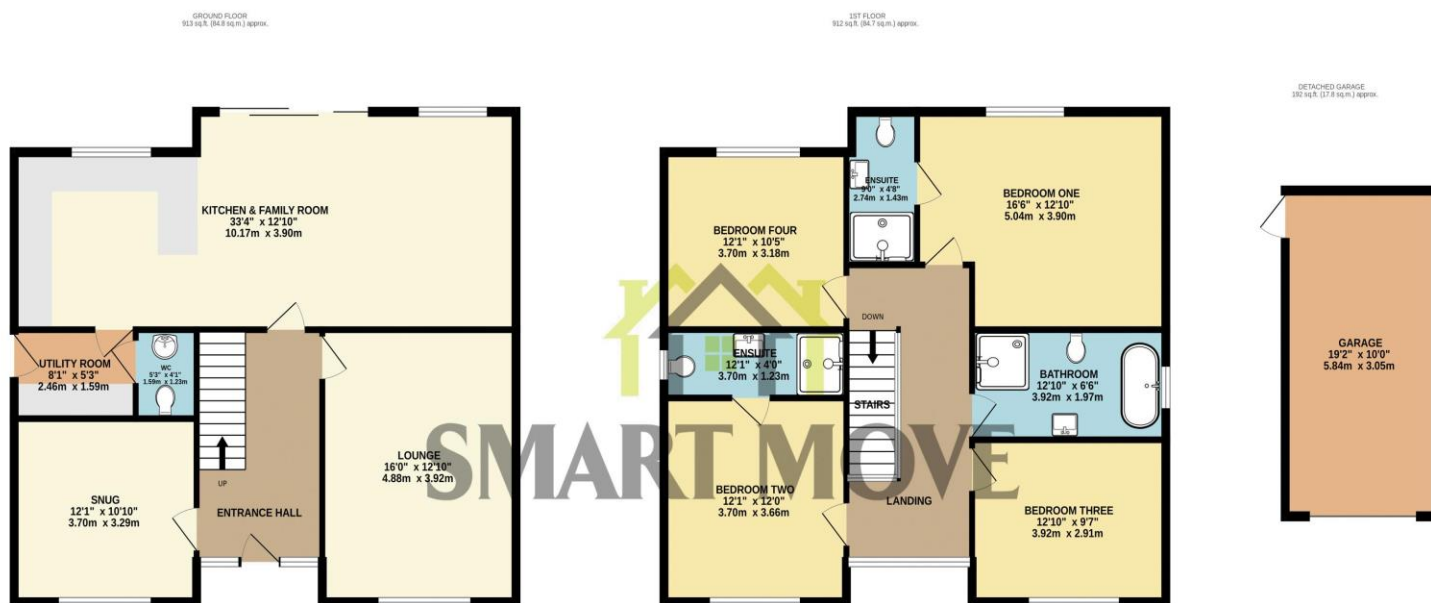 GROUND FLOOR
913 sq.ft. (84.8 sq.m.) approx.
1ST FLOOR
912 sq.ft. (84.7 sq.m.) approx.
DETACHED GARAGE
192 sq.ft. (17.8 sq.m.) approx.
KITCHEN & FAMILY ROOM
33'4" x 12'10"
10.17m x 3.90m
UTILITY ROOM
8'1" x 5'3"
2.46m x 1.59m
WC
5'3" x 4'1"
1.59m x 1.23m
LOUNGE
16'0" x 12'10"
4.88m x 3.92m
UP
SNUG
12'1" x 10'10"
3.70m x 3.29m
ENTRANCE HALL
ENSUITE
9'0" x 4'8"
2.74m x 1.43m
BEDROOM ONE
16'6" x 12'10"
5.04m x 3.90m
BEDROOM FOUR
12'1" x 10'5"
3.70m x 3.18m
DOWN
ENSUITE
12'1" x 4'0"
3.70m x 1.23m
BATHROOM
12'10" x 6'6"
3.92m x 1.97m
STAIRS
BEDROOM TWO
12'1" x 12'0"
3.70m x 3.66m
LANDING
BEDROOM THREE
12'10" x 9'7"
3.92m x 2.91m
GARAGE
19'2" x 10'0"
5.84m x 3.05m
SMART MOVE